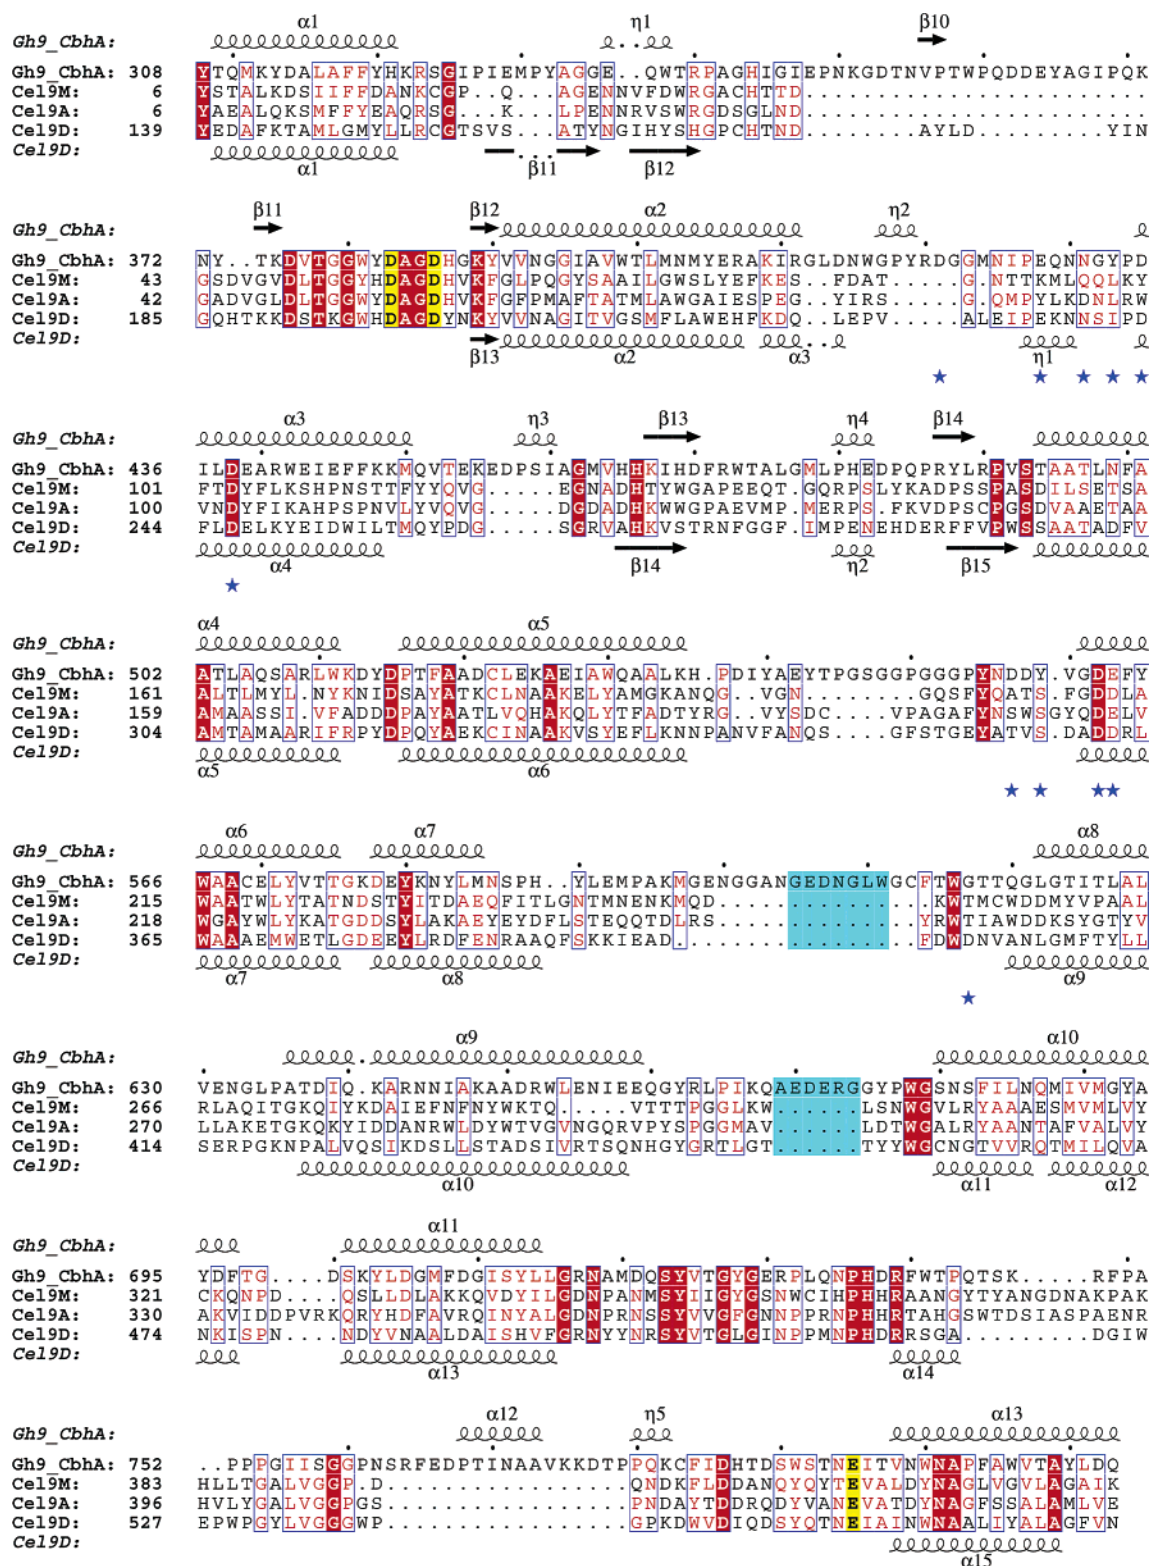 α1 η1 β10
Gh9_CbhA:
Gh9_CbhA: 308 YTQMKYDALAFFYHKRSGIPIEMPYAGGE..QWTRPAGHIGIEPNKGDTNVPTWPQDDEYAGIPQK
Cel9M: 6 YSTALKDSIIFFDANKCGP..Q...AGENNVFDWRGACHTTD........................
Cel9A: 6 YAEALQKSMFFYEAQRSGK..L...PENNRVSWRGDSGLND.........................
Cel9D: 139 YEDAFKTAMLGMYLLRCGTSVS...ATYNGIHYSHGPCHTND........AYLD.........YIN
Cel9D:
α1 β11 β12
β11 β12 α2 η2
Gh9_CbhA:
Gh9_CbhA: 372 NY..TKDVTGGWYDAGDHGKYVVNGGIAVWTLMNMYERAKIRGLDNWGPYRDGGMNIPEQNNGYPD
Cel9M: 43 GSDVGVDLTGGYHDAGDHVKFGLPQGYSAAILGWSLYEFKES..FDAT.....G.NTTKMLQQLKY
Cel9A: 42 GADVGLDLTGGWYDAGDHVKFGFPMAFTATMLAWGAIESPEG..YIRS.....G.QMPYLKDNLRW
Cel9D: 185 GQHTKKDSTKGWHDAGDYNKYVVNAGITVGSMFLAWEHFKDQ..LEPV.....ALEIPEKNNSIPD
Cel9D:
β13 α2 α3 η1
α3 η3 β13 η4 β14
Gh9_CbhA:
Gh9_CbhA: 436 ILDEARWEIEFFKKMQVTEKEDPSIAGMVHHKIHDFRWTALGMLPHEDPQPRYLRPVSTAATLNFA
Cel9M: 101 FTDYFLKSHPNSTTFYYQVG.....EGNADHTYWGAPEEQT.GQRPSLYKADPSSPASDILSETSA
Cel9A: 100 VNDYFIKAHPSPNVLYVQVG.....DGDADHKWWGPAEVMP.MERPS.FKVDPSCPGSDVAAETAA
Cel9D: 244 FLDELKYEIDWILTMQYPDG.....SGRVAHKVSTRNFGGF.IMPENEHDERFFVPWSSAATADFV
Cel9D:
α4 β14 η2 β15
α4 α5
Gh9_CbhA:
Gh9_CbhA: 502 ATLAQSARLWKDYDPTFAADCLEKAEIAWQAALKH.PDIYAEYTPGSGGPGGGPYNDDYVGDEFY
Cel9M: 161 ALTLMYL.NYKNIDSAYATKCLNAAKELYAMGKANQG..VGN.......GQSFYQATS.FGDDLA
Cel9A: 159 AMAASSI.VFADDDPAYAATLVQHAKQLYTFADTYRG..VYSDC....VPAGAFYNSWSGYQDELV
Cel9D: 304 AMTAMAARIFRPYDPQYAEKCINAAKVSYEFLKNNPANVFANQS....GFSTGEYATVS.DADDRL
Cel9D:
α5 α6
α6 α7 α8
Gh9_CbhA:
Gh9_CbhA: 566 WAACELYVTTGKDEYKNYLMNSPH..YLEMPAKMGENGGANGEDNGLWGCFTWGTTQGLGTITLAL
Cel9M: 215 WAATWLYKATNDSTYITDAEQFITLGNTMNENKMQD..............KWTMCWDDMYVPAAL
Cel9A: 218 WGAYWLYKATGDDSYLAKAEYEYDFLSTEQQTDLRS..............YRWTIAWDDKSYGTYV
Cel9D: 365 WAAAEMWETLGDEEYLRDFENRAAQFSKKIEAD.................FDWDNVANLGMFTYLL
Cel9D:
α7 α8 α9
α9 α10
Gh9_CbhA:
Gh9_CbhA: 630 VENGLPATDIQ.KARNNIAKAADRWLENIEEQGYRLPIKQAEDERGGYPWGSNSFILNQMIVMGYA
Cel9M: 266 RLAQITGKQIYKDAIEFNFNYWKTQ.....VTTTPGGLKW......LSNWGVLRYAAAESMVMLVY
Cel9A: 270 LLAKETGKQKYIDDANRWLDYWTVGVNGQRVPYSPGGMAV......LDTWGALRYAANTAFVALVY
Cel9D: 414 SERPGKNPALVQSIKDSLLSTADSIVRTSQNHGYGRTLGT......TYYWGCNGTVVRQTMILQVA
Cel9D:
α10 α11 α12
α11
Gh9_CbhA:
Gh9_CbhA: 695 YDFTG....DSKYLDGMFDGISYLLGRNAMDQSYVTGYGERPLQNPHDRFWTPQTSK.....RFPA
Cel9M: 321 CKQNPD....QSLLDLAKKQVDYILGDNPANMSYIIGYGSNWCIHPHHRAANGYTYANGDNAKPAK
Cel9A: 330 AKVIDDPVRKQRYHDFAVRQINYALGDNPRNSSYVVGFGNNPPRNPHHRTAHGSWTDSIASPAENR
Cel9D: 474 NKISPN....NDYVNAALDAISHVFGRNYYNRSYVTGLGINPPMNPHDRRSGA.........DGIW
Cel9D:
α13 α14
α12 η5 α13
Gh9_CbhA:
Gh9_CbhA: 752 ..PPPGIISGGPNSRFEDPTINAAVKKDTPPQKCFIDHTDSWSTNEITVNWNAPFAWVTAYLDQ
Cel9M: 383 HLLTGALVGGPD.................QNDKFLDDANQYQYTEVALDYNAGLVGVLAGAIK
Cel9A: 396 HVLYGALVGGPGS................PNDAYTDDRQDYVANEVATDYNAGFSSALAMLVE
Cel9D: 527 EPWPGYLVGGGWP................GPKDWVDIQDSYQTNEIAINWNAALIYALAGFVN
Cel9D:
α15